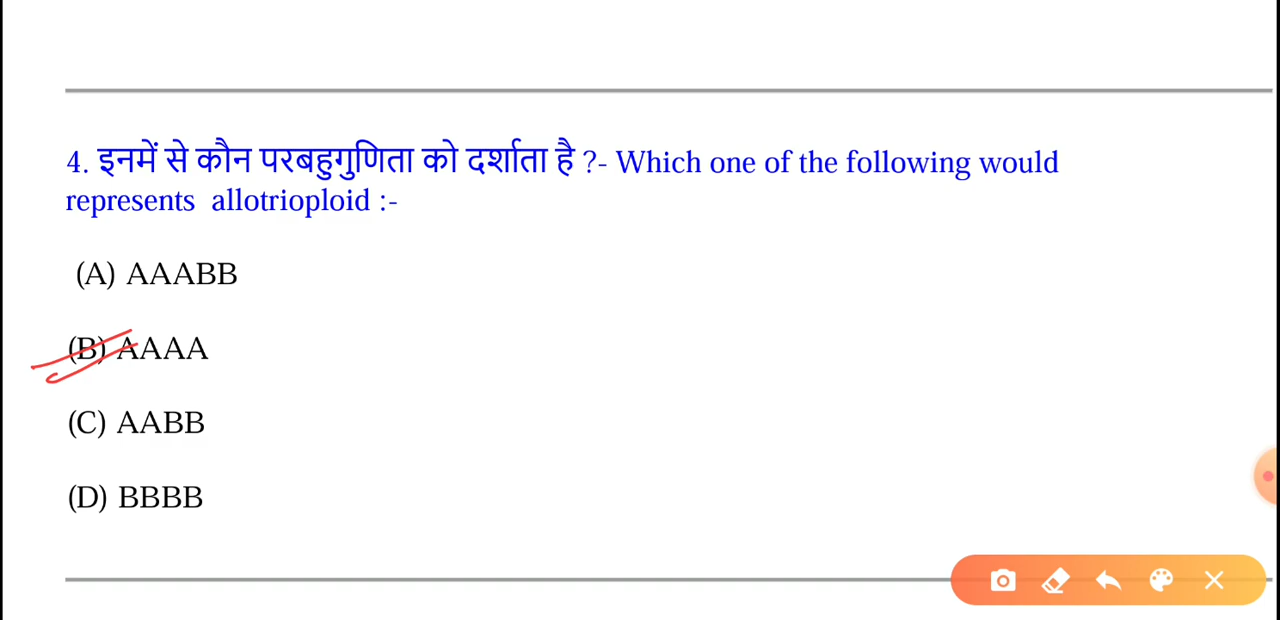 4. इनमें से कौन परबहुगुणिता को दर्शाता है ?- Which one of the following would
represents allotrioploid :-
(A) AAABB
(B) AAAA
(C) AABB
(D) BBBB